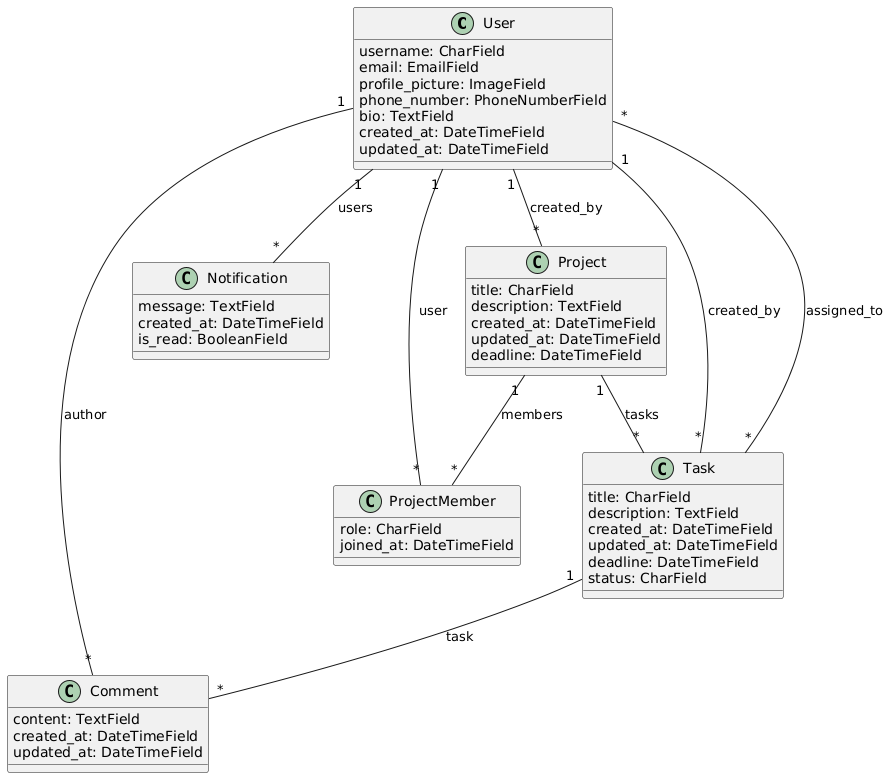 C User
username: CharField
email: EmailField
profile_picture: ImageField
phone_number: PhoneNumberField
bio: TextField
created_at: DateTimeField
updated_at: DateTimeField
1
*
1
1
1
1
users
created_by
*
*
C Notification
message: TextField
created_at: DateTimeField
is_read: BooleanField
C Project
title: CharField
description: TextField
created_at: DateTimeField
updated_at: DateTimeField
deadline: DateTimeField
user
created_by
assigned_to
1
1
author
members
tasks
*
*
*
*
*
C ProjectMember
role: CharField
joined_at: DateTimeField
C Task
title: CharField
description: TextField
created_at: DateTimeField
updated_at: DateTimeField
deadline: DateTimeField
status: CharField
1
task
*
*
C Comment
content: TextField
created_at: DateTimeField
updated_at: DateTimeField